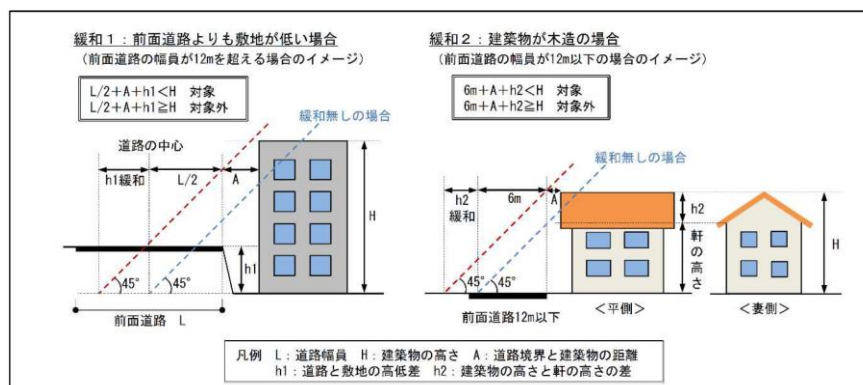 緩和1：前面道路よりも敷地が低い場合
（前面道路の幅員が12mを超える場合のイメージ）
L/2+A+h1<H 対象
L/2+A+h1≧H 対象外
緩和無しの場合
道路の中心
h1緩和
L/2
A
H
h1
45°
45°
前面道路 L
緩和2：建築物が木造の場合
（前面道路の幅員が12m以下の場合のイメージ）
6m+A+h2<H 対象
6m+A+h2≧H 対象外
緩和無しの場合
h2
緩和
6m
A
h2
軒の高さ
H
45°
45°
前面道路12m以下
＜平側＞
＜妻側＞
凡例 L：道路幅員 H：建築物の高さ A：道路境界と建築物の距離
h1：道路と敷地の高低差 h2：建築物の高さと軒の高さの差